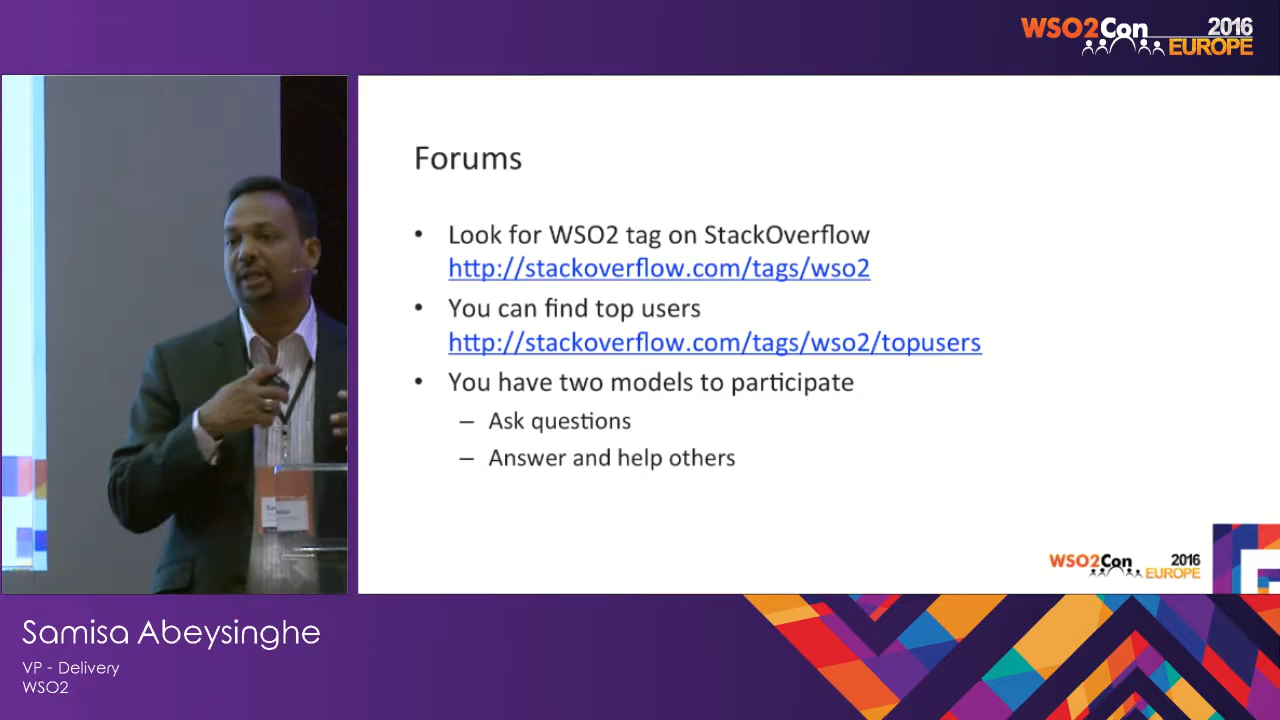 WSO2Con 2016
EUROPE
Forums
• Look for WSO2 tag on StackOverflow
http://stackoverflow.com/tags/wso2
• You can find top users
http://stackoverflow.com/tags/wso2/topusers
• You have two models to participate
– Ask questions
– Answer and help others
WSO2Con 2016
EUROPE
Samisa Abeysinghe
VP - Delivery
WSO2